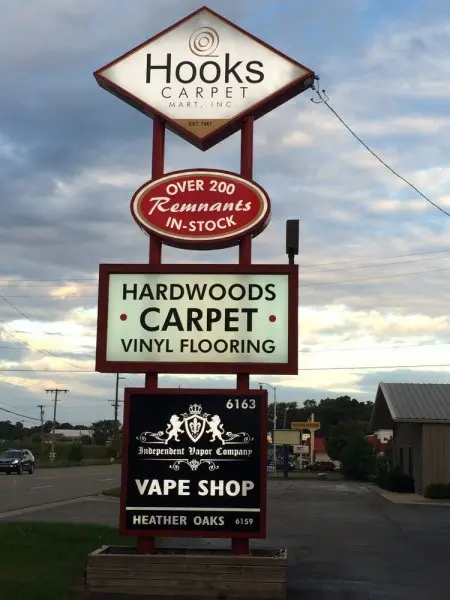 Hooks
CARPET
MART, INC
EST. 1981
OVER 200
Remnants
IN-STOCK
HARDWOODS
• CARPET •
VINYL FLOORING
6163
Independent Vapor Company
VAPE SHOP
HEATHER OAKS 6159